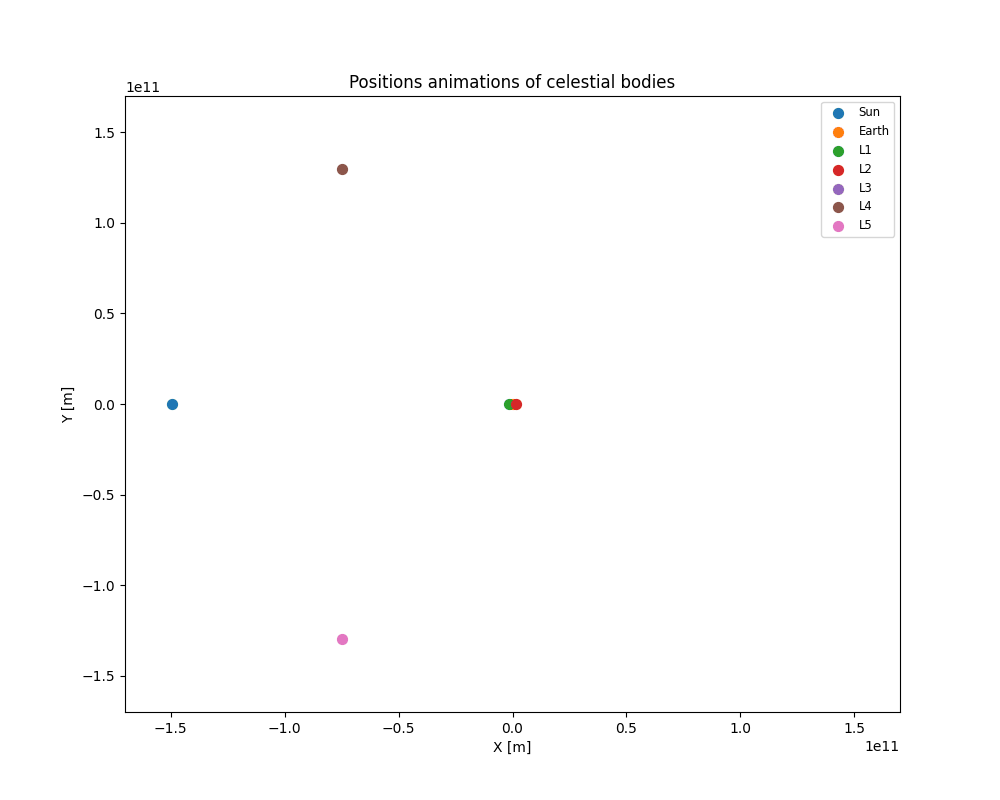 Positions animations of celestial bodies
1e11
Sun
Earth
L1
L2
L3
L4
L5
1.5
1.0
0.5
0.0
−0.5
−1.0
−1.5
Y [m]
−1.5 −1.0 −0.5 0.0 0.5 1.0 1.5
X [m]
1e11